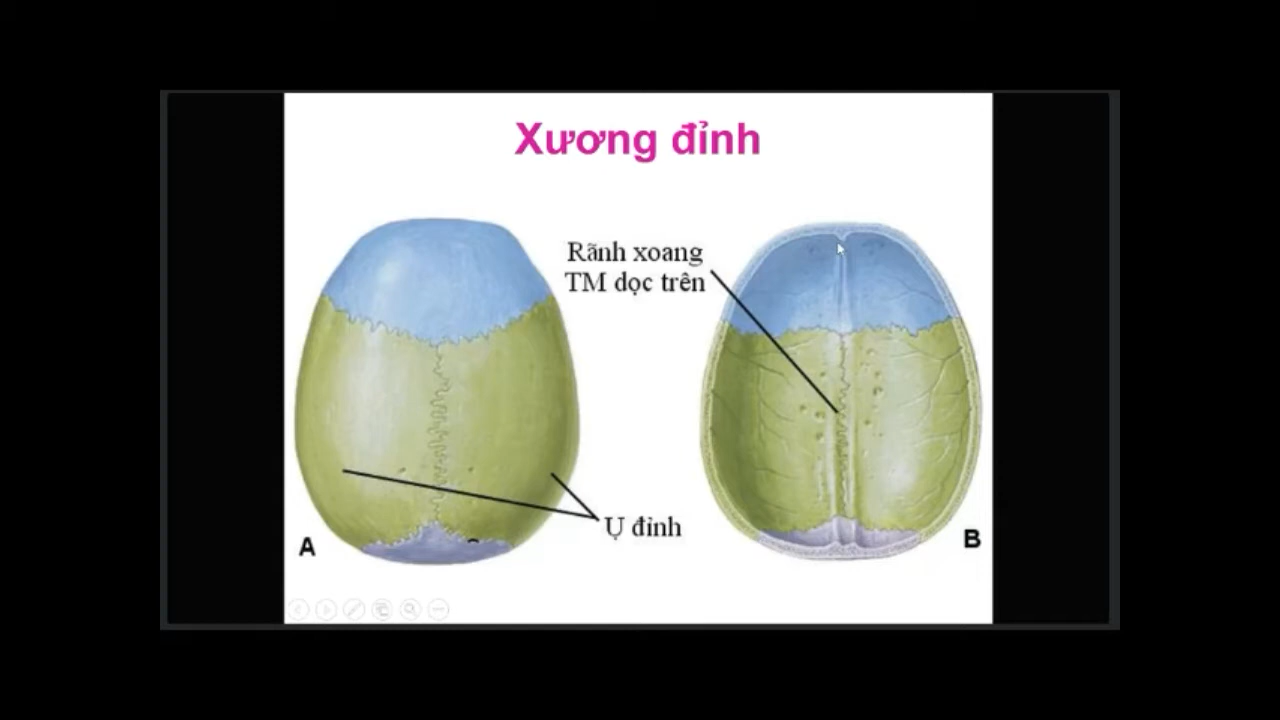 Xương đỉnh
Rãnh xoang
TM dọc trên
Ụ đỉnh
A
B